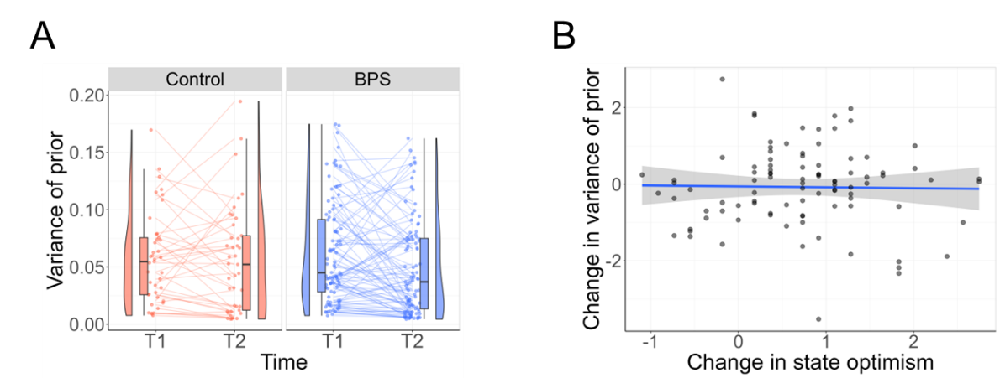 A
Control BPS
Variance of prior
0.20
0.15
0.10
0.05
0.00
T1 T2 T1 T2
Time
B
Change in variance of prior
2
0
-2
-1 0 1 2
Change in state optimism